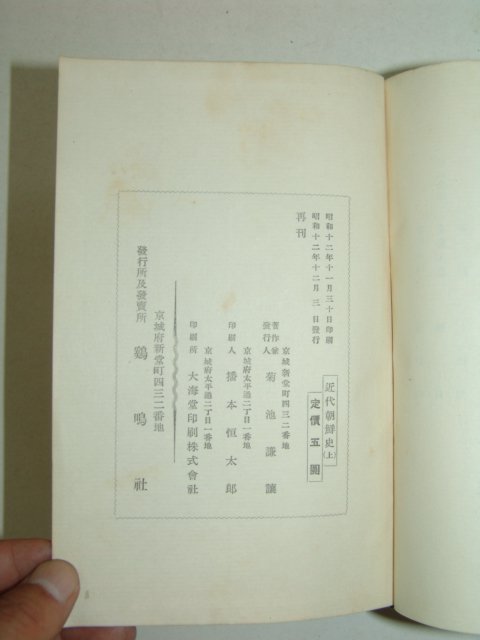 近代朝鮮史(上)
定價五圓
昭和十二年十一月三十日印刷
昭和十二年十二月三日發行
再刊
京城新堂町四三二番地
著作兼
發行人 菊池謙讓
京城府太平通二丁目一番地
印刷人 播本恒太郎
京城府太平通二丁目一番地
印刷所 大海堂印刷株式會社
京城府新堂町四三二番地
發行所及發賣所 鷄鳴社